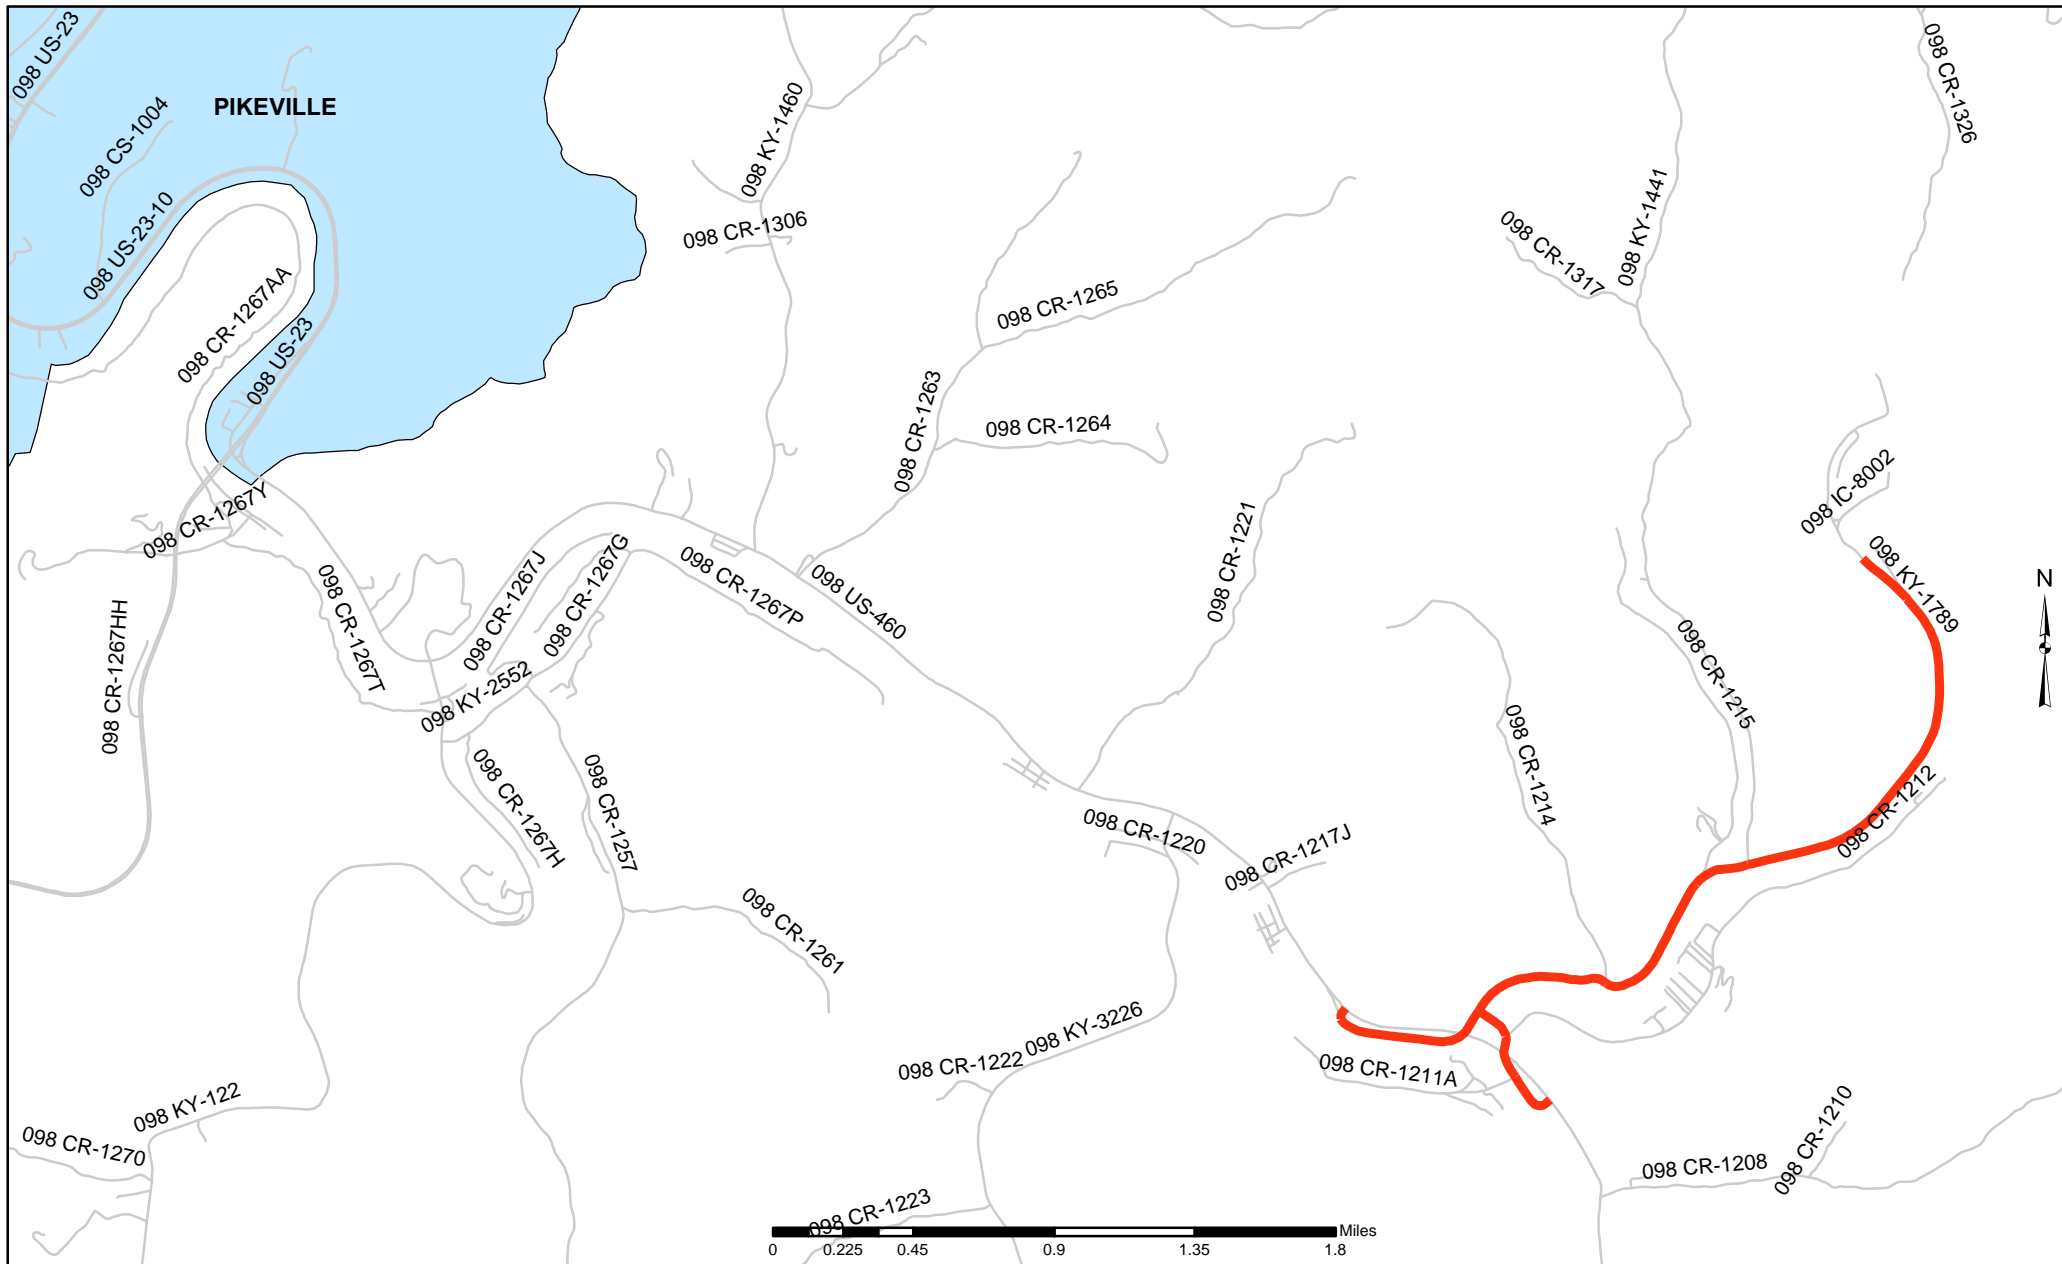 098 US-23
PIKEVILLE
098 CS-1004
098 US-23-10
098 CR-1267AA
098 US-23
098 KY-1460
098 CR-1306
098 CR-1265
098 CR-1263
098 CR-1264
098 CR-1317
098 KY-1441
098 CR-1326
098 IC-8002
098 KY-1789
098 CR-1267Y
098 CR-1267HH
098 CR-1267T
098 CR-1267J
098 CR-1267G
098 CR-1267P
098 US-460
098 CR-1221
098 KY-2552
098 CR-1267H
098 CR-1257
098 CR-1261
098 CR-1214
098 CR-1215
098 CR-1212
098 CR-1220
098 CR-1217J
N
098 KY-3226
098 CR-1222
098 CR-1211A
098 KY-122
098 CR-1270
098 CR-1223
098 CR-1208
098 CR-1210
Miles
0 0.225 0.45 0.9 1.35 1.8